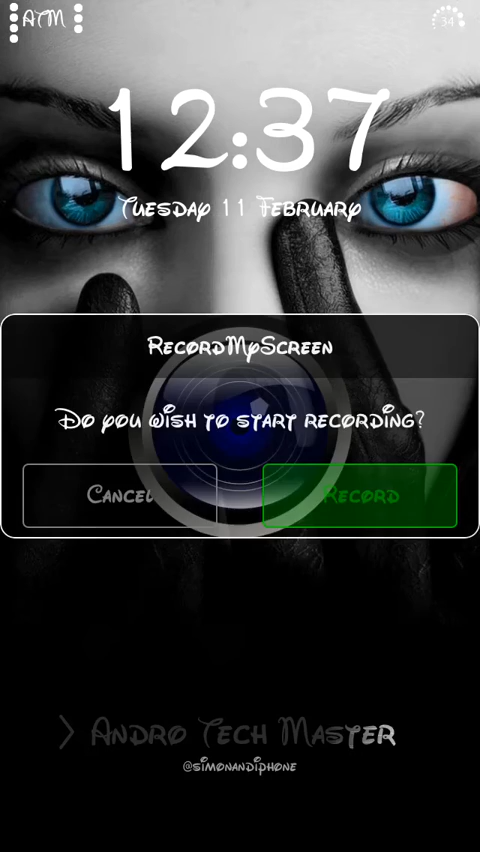 ATM
34
12:37
Tuesday 11 February
RecordMyScreen
Do you wish to start recording?
Cancel Record
> Andro Tech Master
@simonandiphone